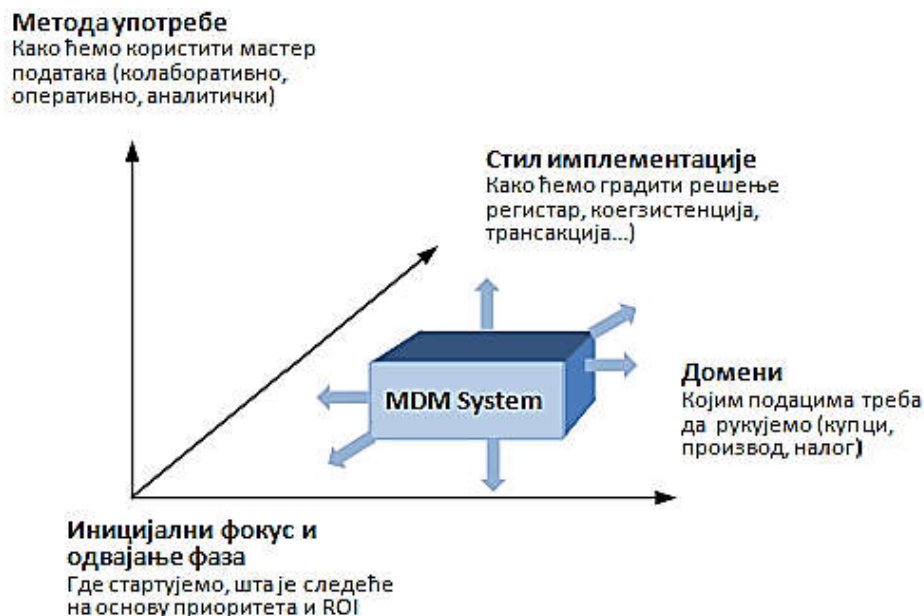 Метода употребе
Како ћемо користити мастер
података (колаборативно,
оперативно, аналитички)
Стил имплементације
Како ћемо градити решење
регистар, коегзистенција,
трансакција...)
MDM System
Домени
Којим подацима треба
да рукујемо (купци,
производ, налог)
Иницијални фокус и
одвајање фаза
Где стартујемо, шта је следеће
на основу приоритета и ROI